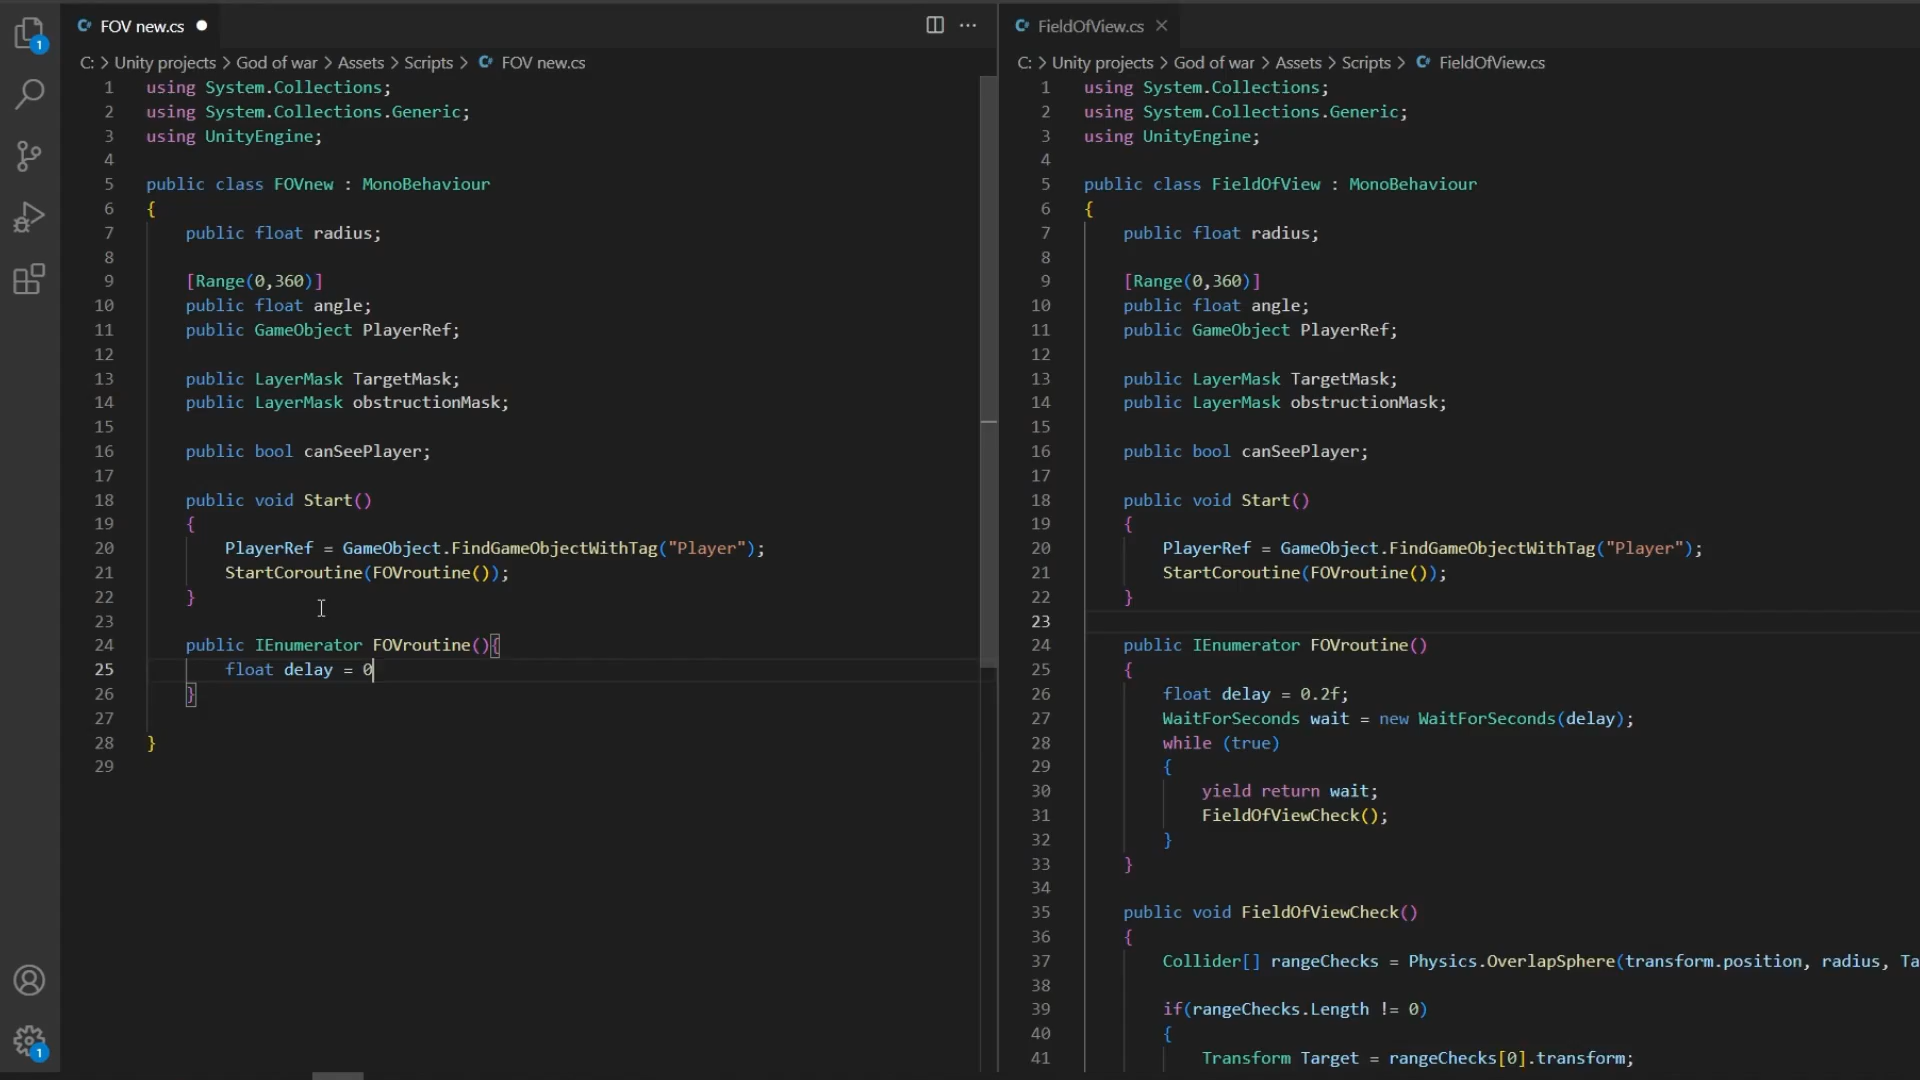 FOV new.cs
C: > Unity projects > God of war > Assets > Scripts > FOV new.cs
1 using System.Collections;
2 using System.Collections.Generic;
3 using UnityEngine;
4
5 public class FOVnew : MonoBehaviour
6 {
7 public float radius;
8
9 [Range(0,360)]
10 public float angle;
11 public GameObject PlayerRef;
12
13 public LayerMask TargetMask;
14 public LayerMask obstructionMask;
15
16 public bool canSeePlayer;
17
18 public void Start()
19 {
20 PlayerRef = GameObject.FindGameObjectWithTag("Player");
21 StartCoroutine(FOVroutine());
22 }
23
24 public IEnumerator FOVroutine(){
25 float delay = 0
26 }
27
28 }
29
1
1
FieldOfView.cs
C: > Unity projects > God of war > Assets > Scripts > FieldOfView.cs
1 using System.Collections;
2 using System.Collections.Generic;
3 using UnityEngine;
4
5 public class FieldOfView : MonoBehaviour
6 {
7 public float radius;
8
9 [Range(0,360)]
10 public float angle;
11 public GameObject PlayerRef;
12
13 public LayerMask TargetMask;
14 public LayerMask obstructionMask;
15
16 public bool canSeePlayer;
17
18 public void Start()
19 {
20 PlayerRef = GameObject.FindGameObjectWithTag("Player");
21 StartCoroutine(FOVroutine());
22 }
23
24 public IEnumerator FOVroutine()
25 {
26 float delay = 0.2f;
27 WaitForSeconds wait = new WaitForSeconds(delay);
28 while (true)
29 {
30 yield return wait;
31 FieldOfViewCheck();
32 }
33 }
34
35 public void FieldOfViewCheck()
36 {
37 Collider[] rangeChecks = Physics.OverlapSphere(transform.position, radius, Ta
38
39 if(rangeChecks.Length != 0)
40 {
41 Transform Target = rangeChecks[0].transform;